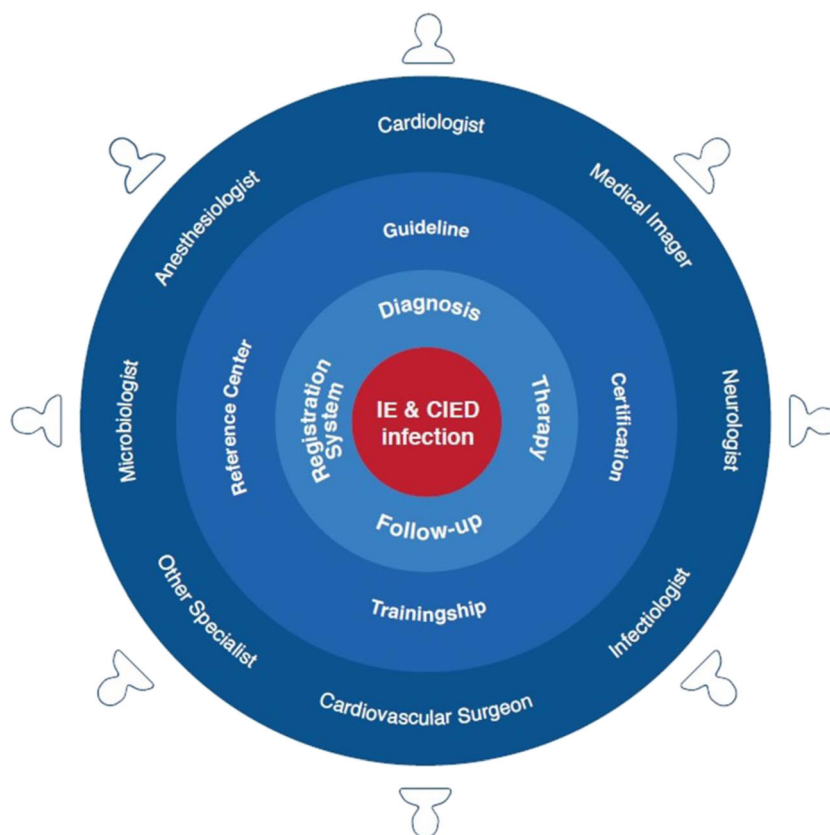 Cardiologist
Medical Imager
Neurologist
Infectiologist
Cardiovascular Surgeon
Other Specialist
Microbiologist
Anesthesiologist
Guideline
Certification
Trainingship
Reference Center
Diagnosis
Therapy
Follow-up
Registration
System
IE & CIED
infection